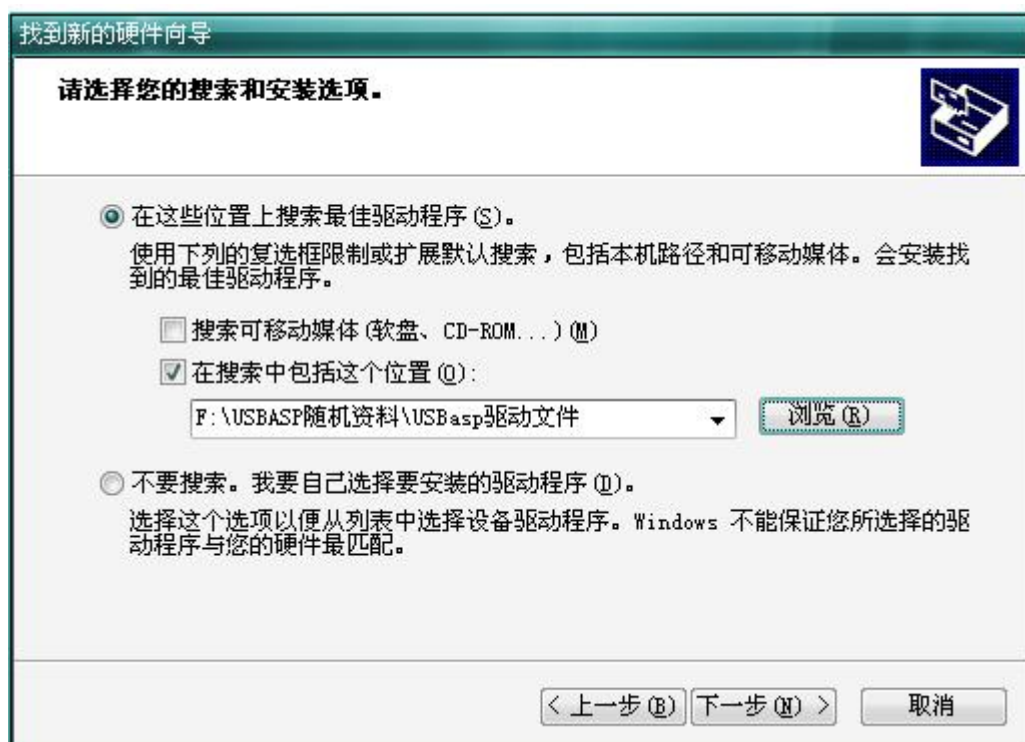 找到新的硬件向导
请选择您的搜索和安装选项。
在这些位置上搜索最佳驱动程序(S)。
使用下列的复选框限制或扩展默认搜索，包括本机路径和可移动媒体。会安装找
到的最佳驱动程序。
搜索可移动媒体(软盘、CD-ROM...)(M)
在搜索中包括这个位置(O):
F:\USBASP随机资料\USBasp驱动文件
浏览(R)
不要搜索。我要自己选择要安装的驱动程序(D)。
选择这个选项以便从列表中选择设备驱动程序。Windows 不能保证您所选择的驱
动程序与您的硬件最匹配。
< 上一步(B) 下一步(N) > 取消